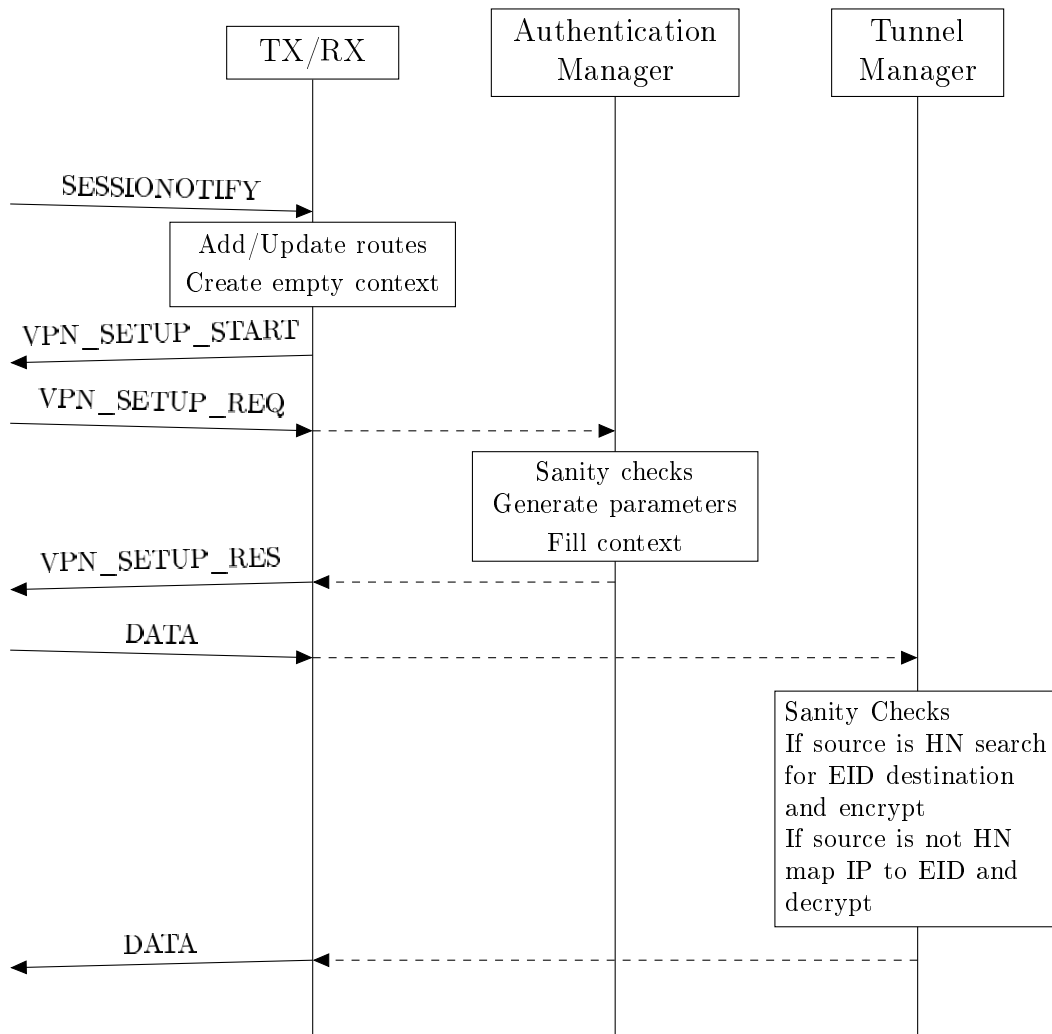 TX/RX
Authentication
Manager
Tunnel
Manager
SESSIONOTIFY
Add/Update routes
Create empty context
VPN_SETUP_START
VPN_SETUP_REQ
Sanity checks
Generate parameters
Fill context
VPN_SETUP_RES
DATA
Sanity Checks
If source is HN search
for EID destination
and encrypt
If source is not HN
map IP to EID and
decrypt
DATA